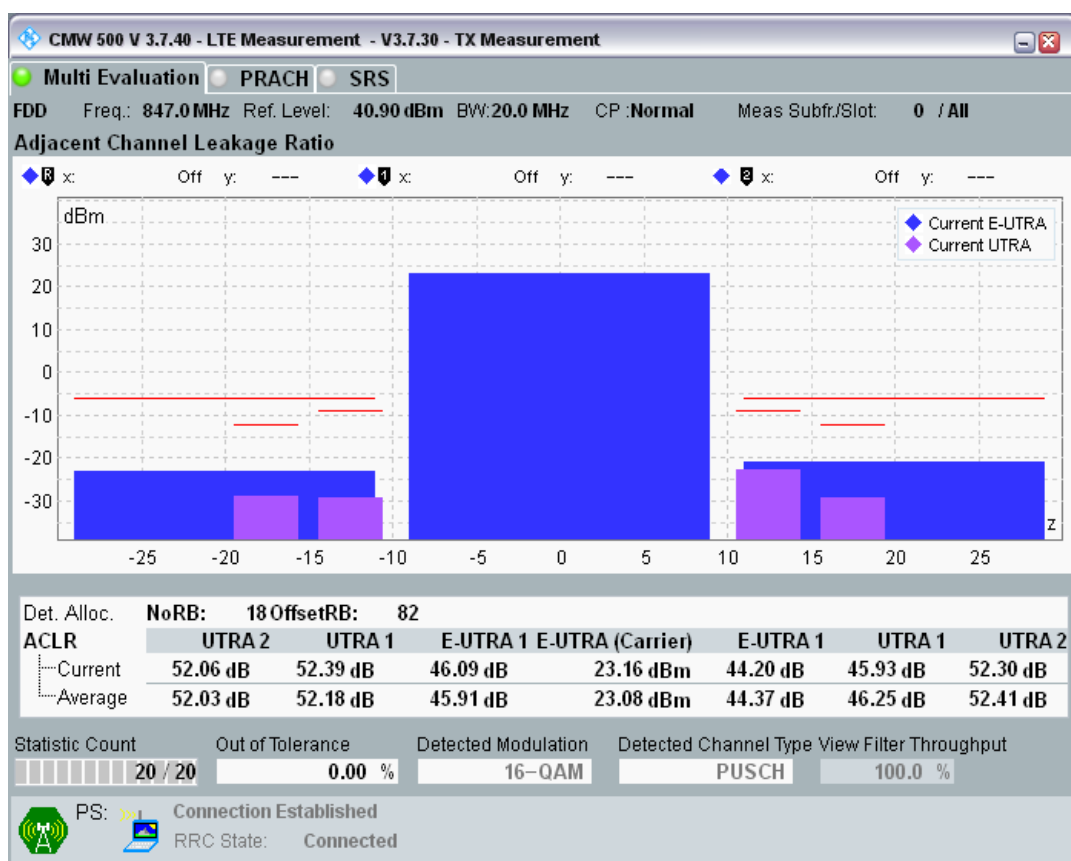 CMW 500 V 3.7.40 - LTE Measurement - V3.7.30 - TX Measurement
Multi Evaluation PRACH SRS
FDD Freq.: 847.0 MHz Ref. Level: 40.90 dBm BW: 20.0 MHz CP : Normal Meas Subfr./Slot: 0 / All
Adjacent Channel Leakage Ratio
R x: Off y: --- 1 x: Off y: --- 2 x: Off y: ---
dBm
Current E-UTRA
Current UTRA
30
20
10
0
-10
-20
-30
z
-25 -20 -15 -10 -5 0 5 10 15 20 25
Det. Alloc. NoRB: 18 OffsetRB: 82
ACLR UTRA 2 UTRA 1 E-UTRA 1 E-UTRA (Carrier) E-UTRA 1 UTRA 1 UTRA 2
Current 52.06 dB 52.39 dB 46.09 dB 23.16 dBm 44.20 dB 45.93 dB 52.30 dB
Average 52.03 dB 52.18 dB 45.91 dB 23.08 dBm 44.37 dB 46.25 dB 52.41 dB
Statistic Count Out of Tolerance Detected Modulation Detected Channel Type View Filter Throughput
20 / 20 0.00 % 16-QAM PUSCH 100.0 %
PS: Connection Established
RRC State: Connected